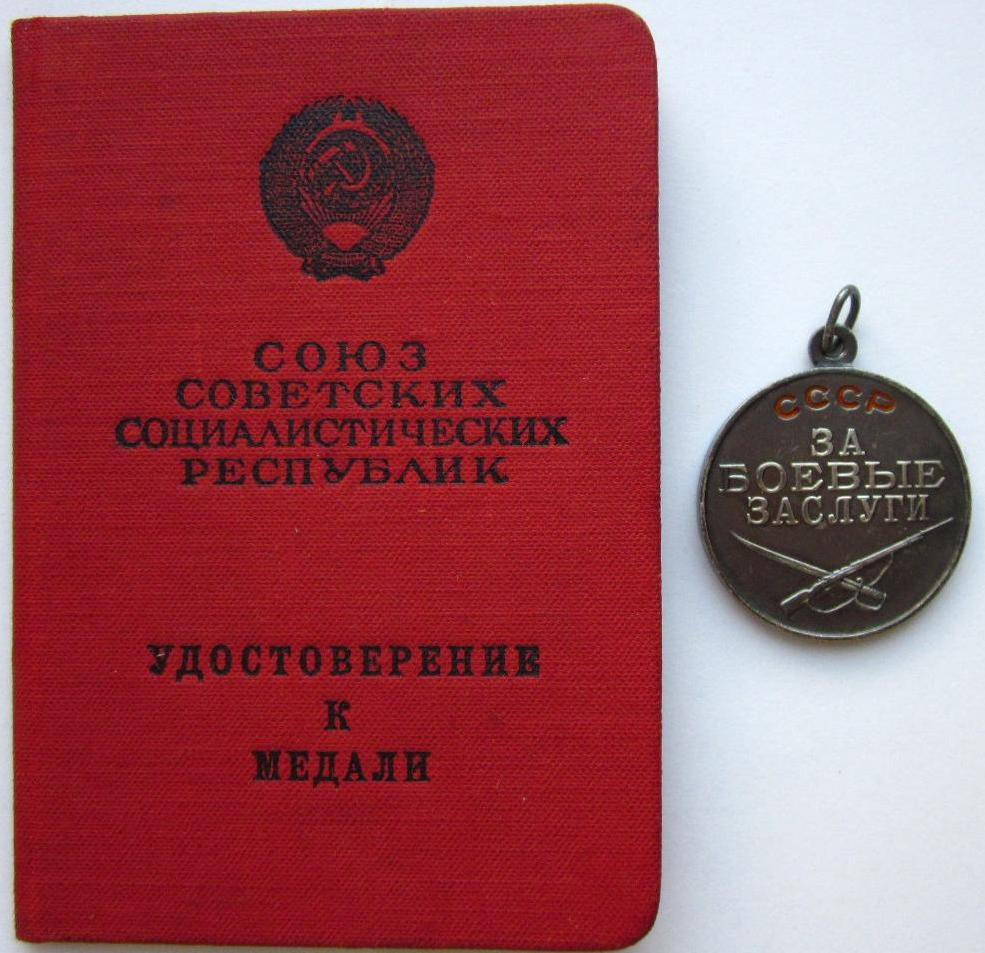 СОЮЗ
СОВЕТСКИХ
СОЦИАЛИСТИЧЕСКИХ
РЕСПУБЛИК
УДОСТОВЕРЕНИЕ
К
МЕДАЛИ
СССР
ЗА
БОЕВЫЕ
ЗАСЛУГИ